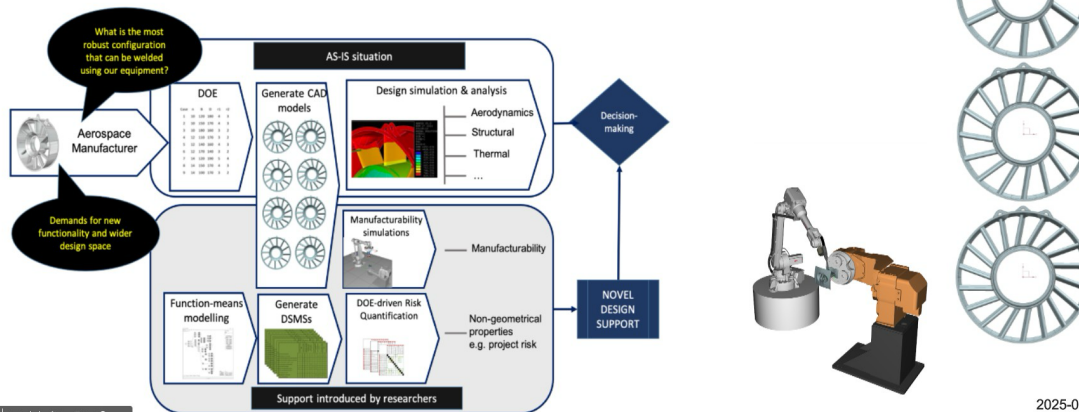 What is the most
robust configuration
that can be welded
using our equipment?
AS-IS situation
Aerospace
Manufacturer
Demands for new
functionality and wider
design space
DOE
Generate CAD
models
Design simulation & analysis
Aerodynamics
Structural
Thermal
...
Decision-
making
Manufacturability
simulations
Manufacturability
Function-means
modelling
Generate
DSMSs
DOE-driven Risk
Quantification
Non-geometrical
properties
e.g. project risk
NOVEL
DESIGN
SUPPORT
Support introduced by researchers
2025-0